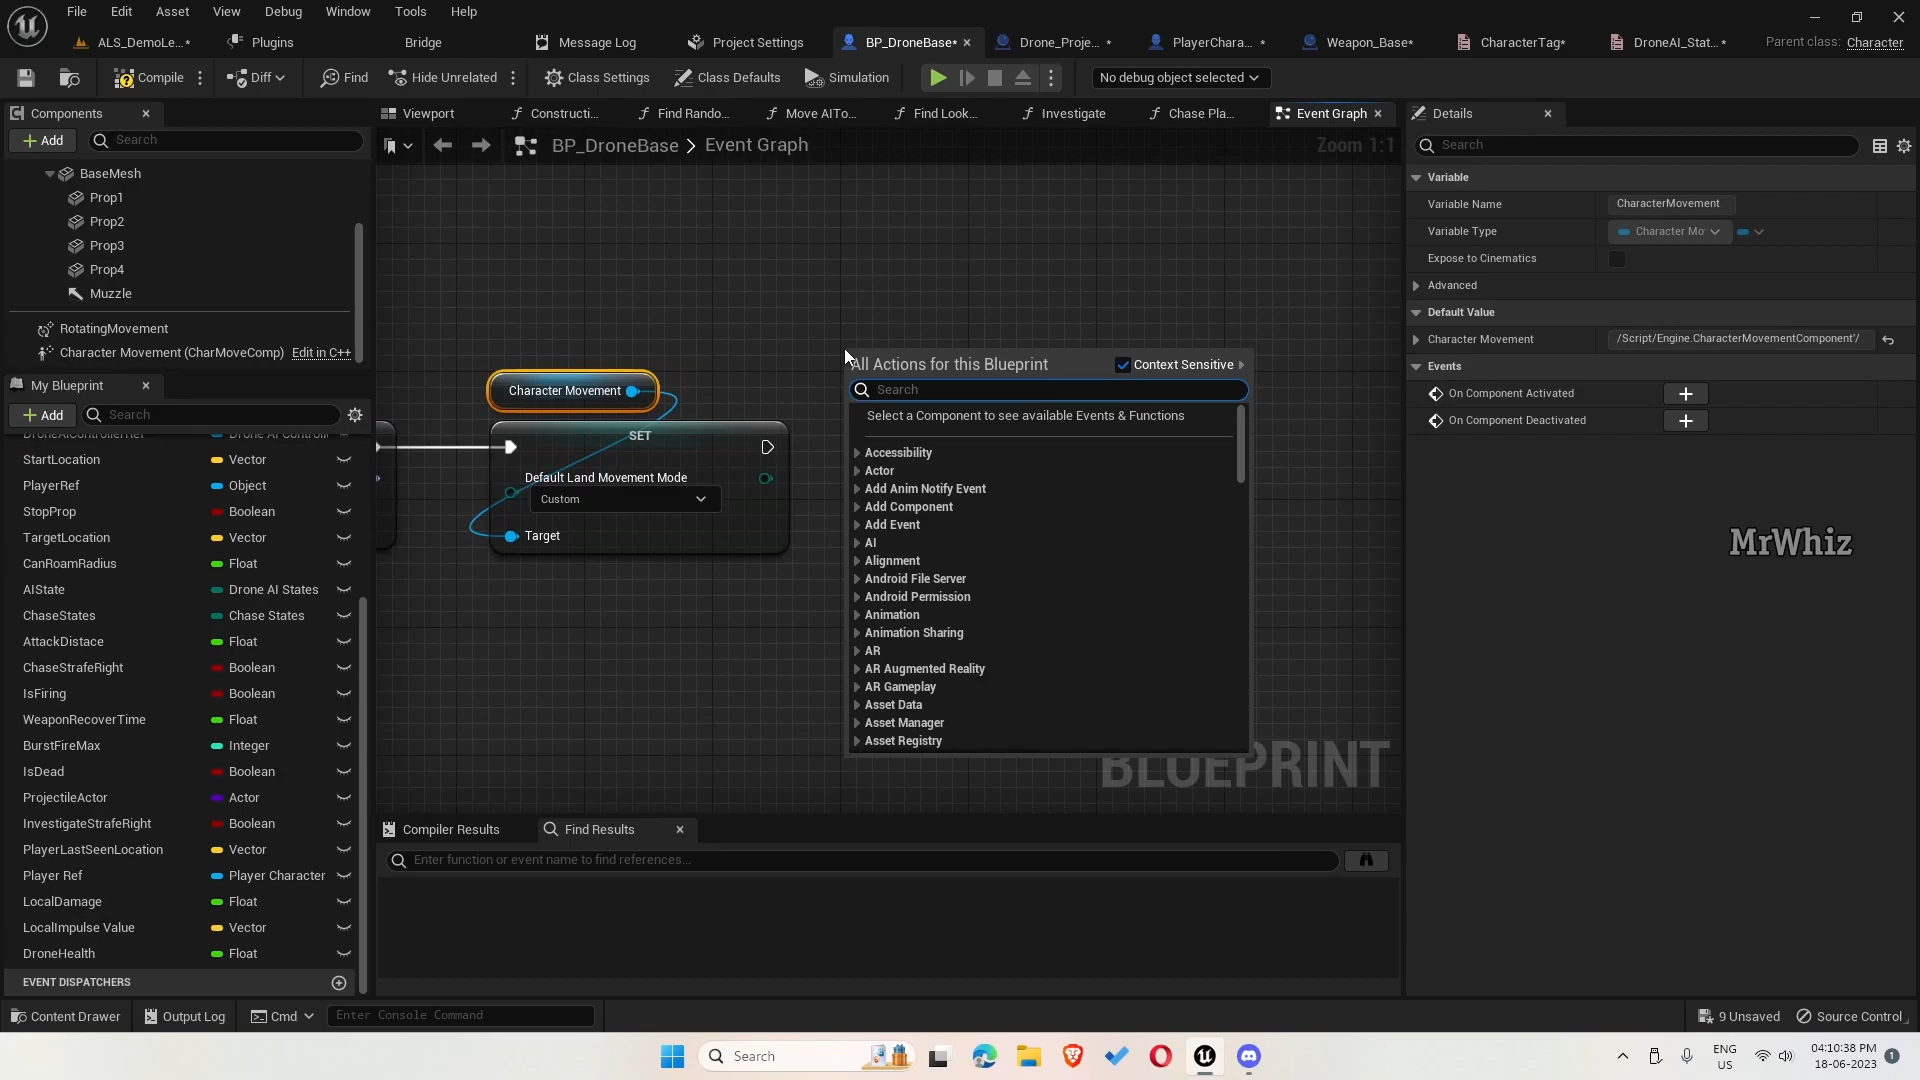 File Edit Asset View Debug Window Tools Help
ALS_DemoLe...* Plugins Bridge Message Log Project Settings BP_DroneBase* Drone_Proje... * PlayerChara... * Weapon_Base* CharacterTag* DroneAI_Stat... * Parent class: Character
Compile Diff Find Hide Unrelated Class Settings Class Defaults Simulation No debug object selected
Components
Add Search
BaseMesh
Prop1
Prop2
Prop3
Prop4
Muzzle
RotatingMovement
Character Movement (CharMoveComp) Edit in C++
My Blueprint
Add Search
DroneAIControllerRef Drone AI Controll
StartLocation Vector
PlayerRef Object
StopProp Boolean
TargetLocation Vector
CanRoamRadius Float
AIState Drone AI States
ChaseStates Chase States
AttackDistace Float
ChaseStrafeRight Boolean
IsFiring Boolean
WeaponRecoverTime Float
BurstFireMax Integer
IsDead Boolean
ProjectileActor Actor
InvestigateStrafeRight Boolean
PlayerLastSeenLocation Vector
Player Ref Player Character
LocalDamage Float
LocalImpulse Value Vector
DroneHealth Float
EVENT DISPATCHERS
Viewport Constructi... Find Rando... Move AITo... Find Look... Investigate Chase Pla... Event Graph
BP_DroneBase > Event Graph Zoom 1:1
Character Movement
SET
Default Land Movement Mode
Custom
Target
All Actions for this Blueprint Context Sensitive
Search
Select a Component to see available Events & Functions
Accessibility
Actor
Add Anim Notify Event
Add Component
Add Event
AI
Alignment
Android File Server
Android Permission
Animation
Animation Sharing
AR
AR Augmented Reality
AR Gameplay
Asset Data
Asset Manager
Asset Registry
BLUEPRINT
Compiler Results Find Results
Enter function or event name to find references...
Details
Search
Variable
Variable Name CharacterMovement
Variable Type Character Mo
Expose to Cinematics
Advanced
Default Value
Character Movement /Script/Engine.CharacterMovementComponent'/
Events
On Component Activated
On Component Deactivated
MrWhiz
Content Drawer Output Log Cmd Enter Console Command 9 Unsaved Source Control
Search ENG US 04:10:38 PM 18-06-2023 1